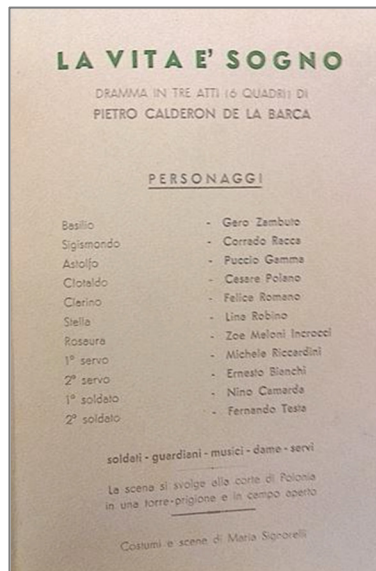 LA VITA E' SOGNO
DRAMMA IN TRE ATTI (6 QUADRI) DI
PIETRO CALDERON DE LA BARCA
PERSONAGGI
Basilio - Gero Zambuto
Sigismondo - Corrado Racca
Astolfo - Puccio Gamma
Clotaldo - Cesare Polano
Clarino - Felice Romano
Stella - Lina Robino
Rosaura - Zoe Meloni Incrocci
1° servo - Michele Riccardini
2° servo - Ernesto Bianchi
1° soldato - Nino Camarda
2° soldato - Fernando Testa
soldati - guardiani - musici - dame - servi
La scena si svolge alla corte di Polonia
in una torre-prigione e in campo aperto
Costumi e scene di Maria Signorelli